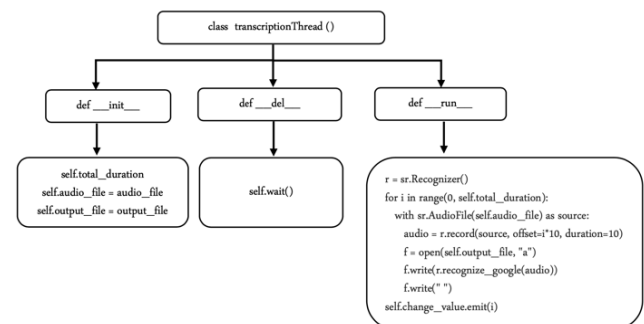 class transcriptionThread ()
def __init__
def __del__
def __run__
self.total_duration
self.audio_file = audio_file
self.output_file = output_file
self.wait()
r = sr.Recognizer()
for i in range(0, self.total_duration):
with sr.AudioFile(self.audio_file) as source:
audio = r.record(source, offset=i*10, duration=10)
f = open(self.output_file, "a")
f.write(r.recognize_google(audio))
f.write(" ")
self.change_value.emit(i)